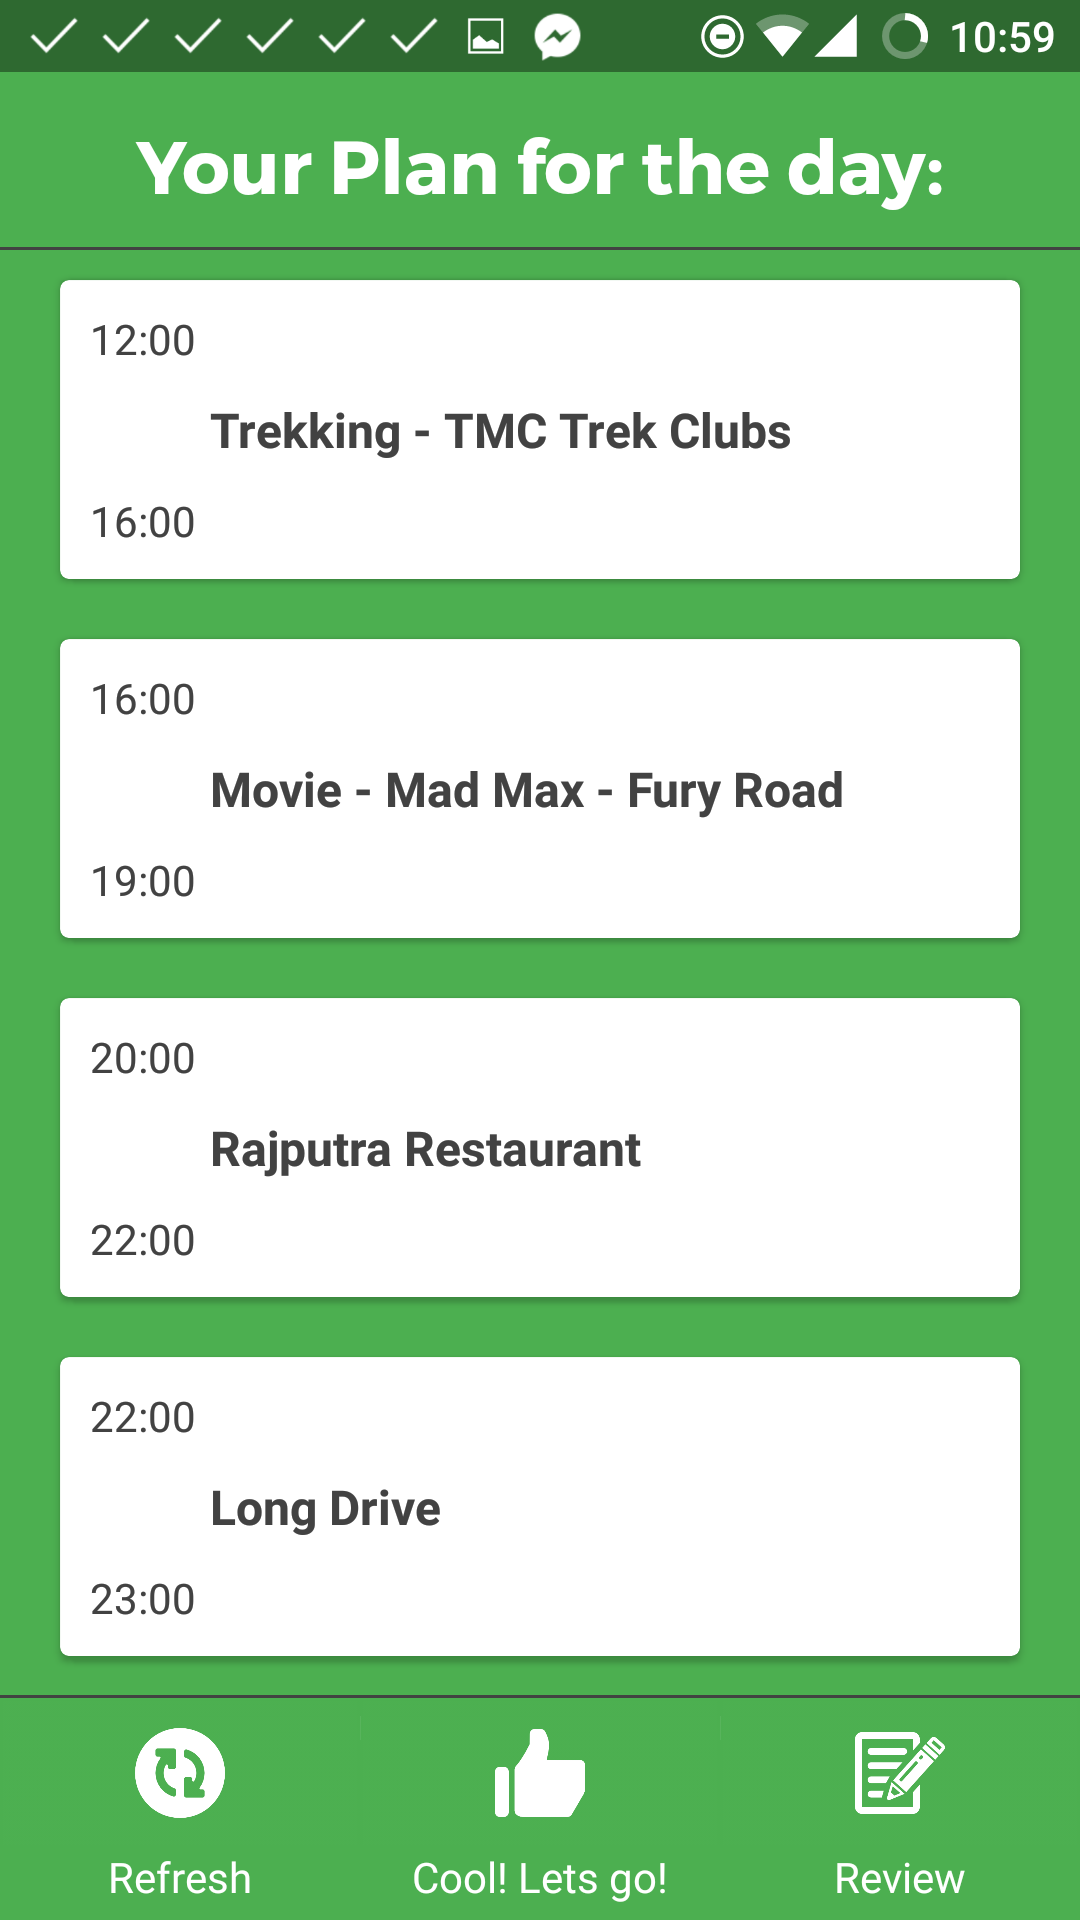 10:59
Your Plan for the day:
12:00
Trekking - TMC Trek Clubs
16:00
16:00
Movie - Mad Max - Fury Road
19:00
20:00
Rajputra Restaurant
22:00
22:00
Long Drive
23:00
Refresh
Cool! Lets go!
Review